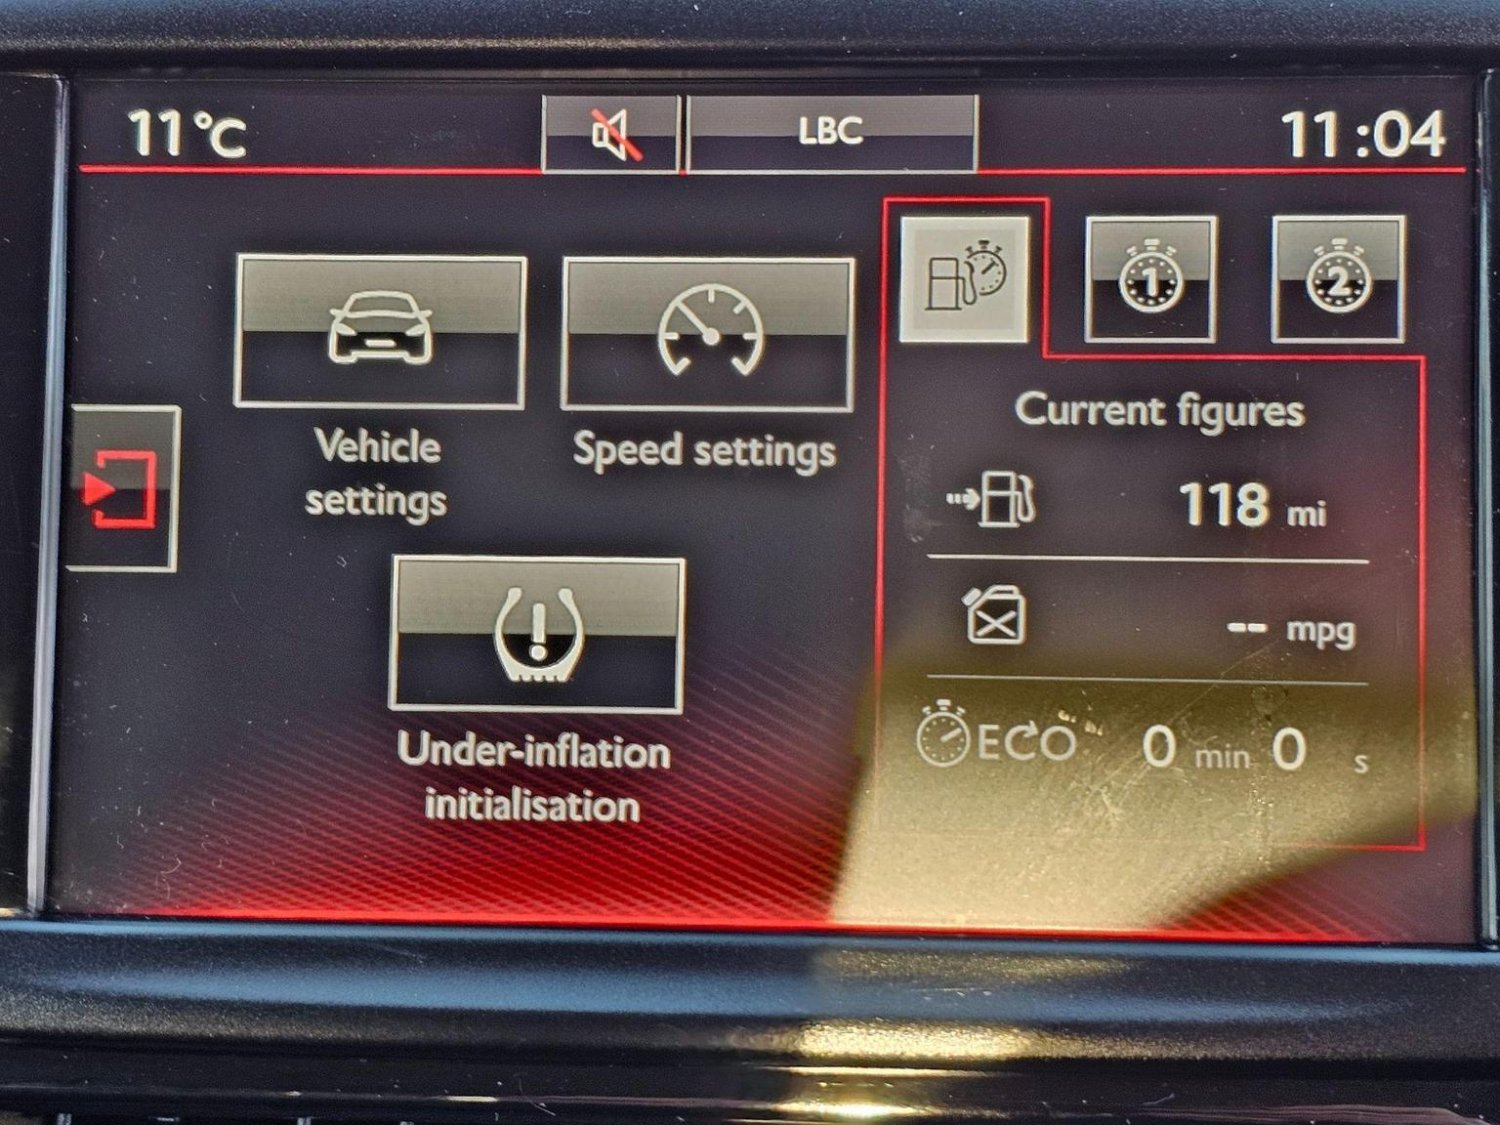 11°C
LBC
11:04
1
2
Vehicle
settings
Speed settings
Current figures
118 mi
-- mpg
Under-inflation
initialisation
ECO 0 min 0 s